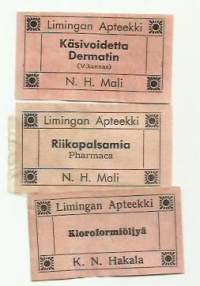 Limingan Apteekki
Käsivoidetta
Dermatin
N. H. Mali
Limingan Apteekki
Riikapalsamia
Pharmaca
N. H. Mali
Limingan Apteekki
Kloroformiöljyä
K. N. Hakala